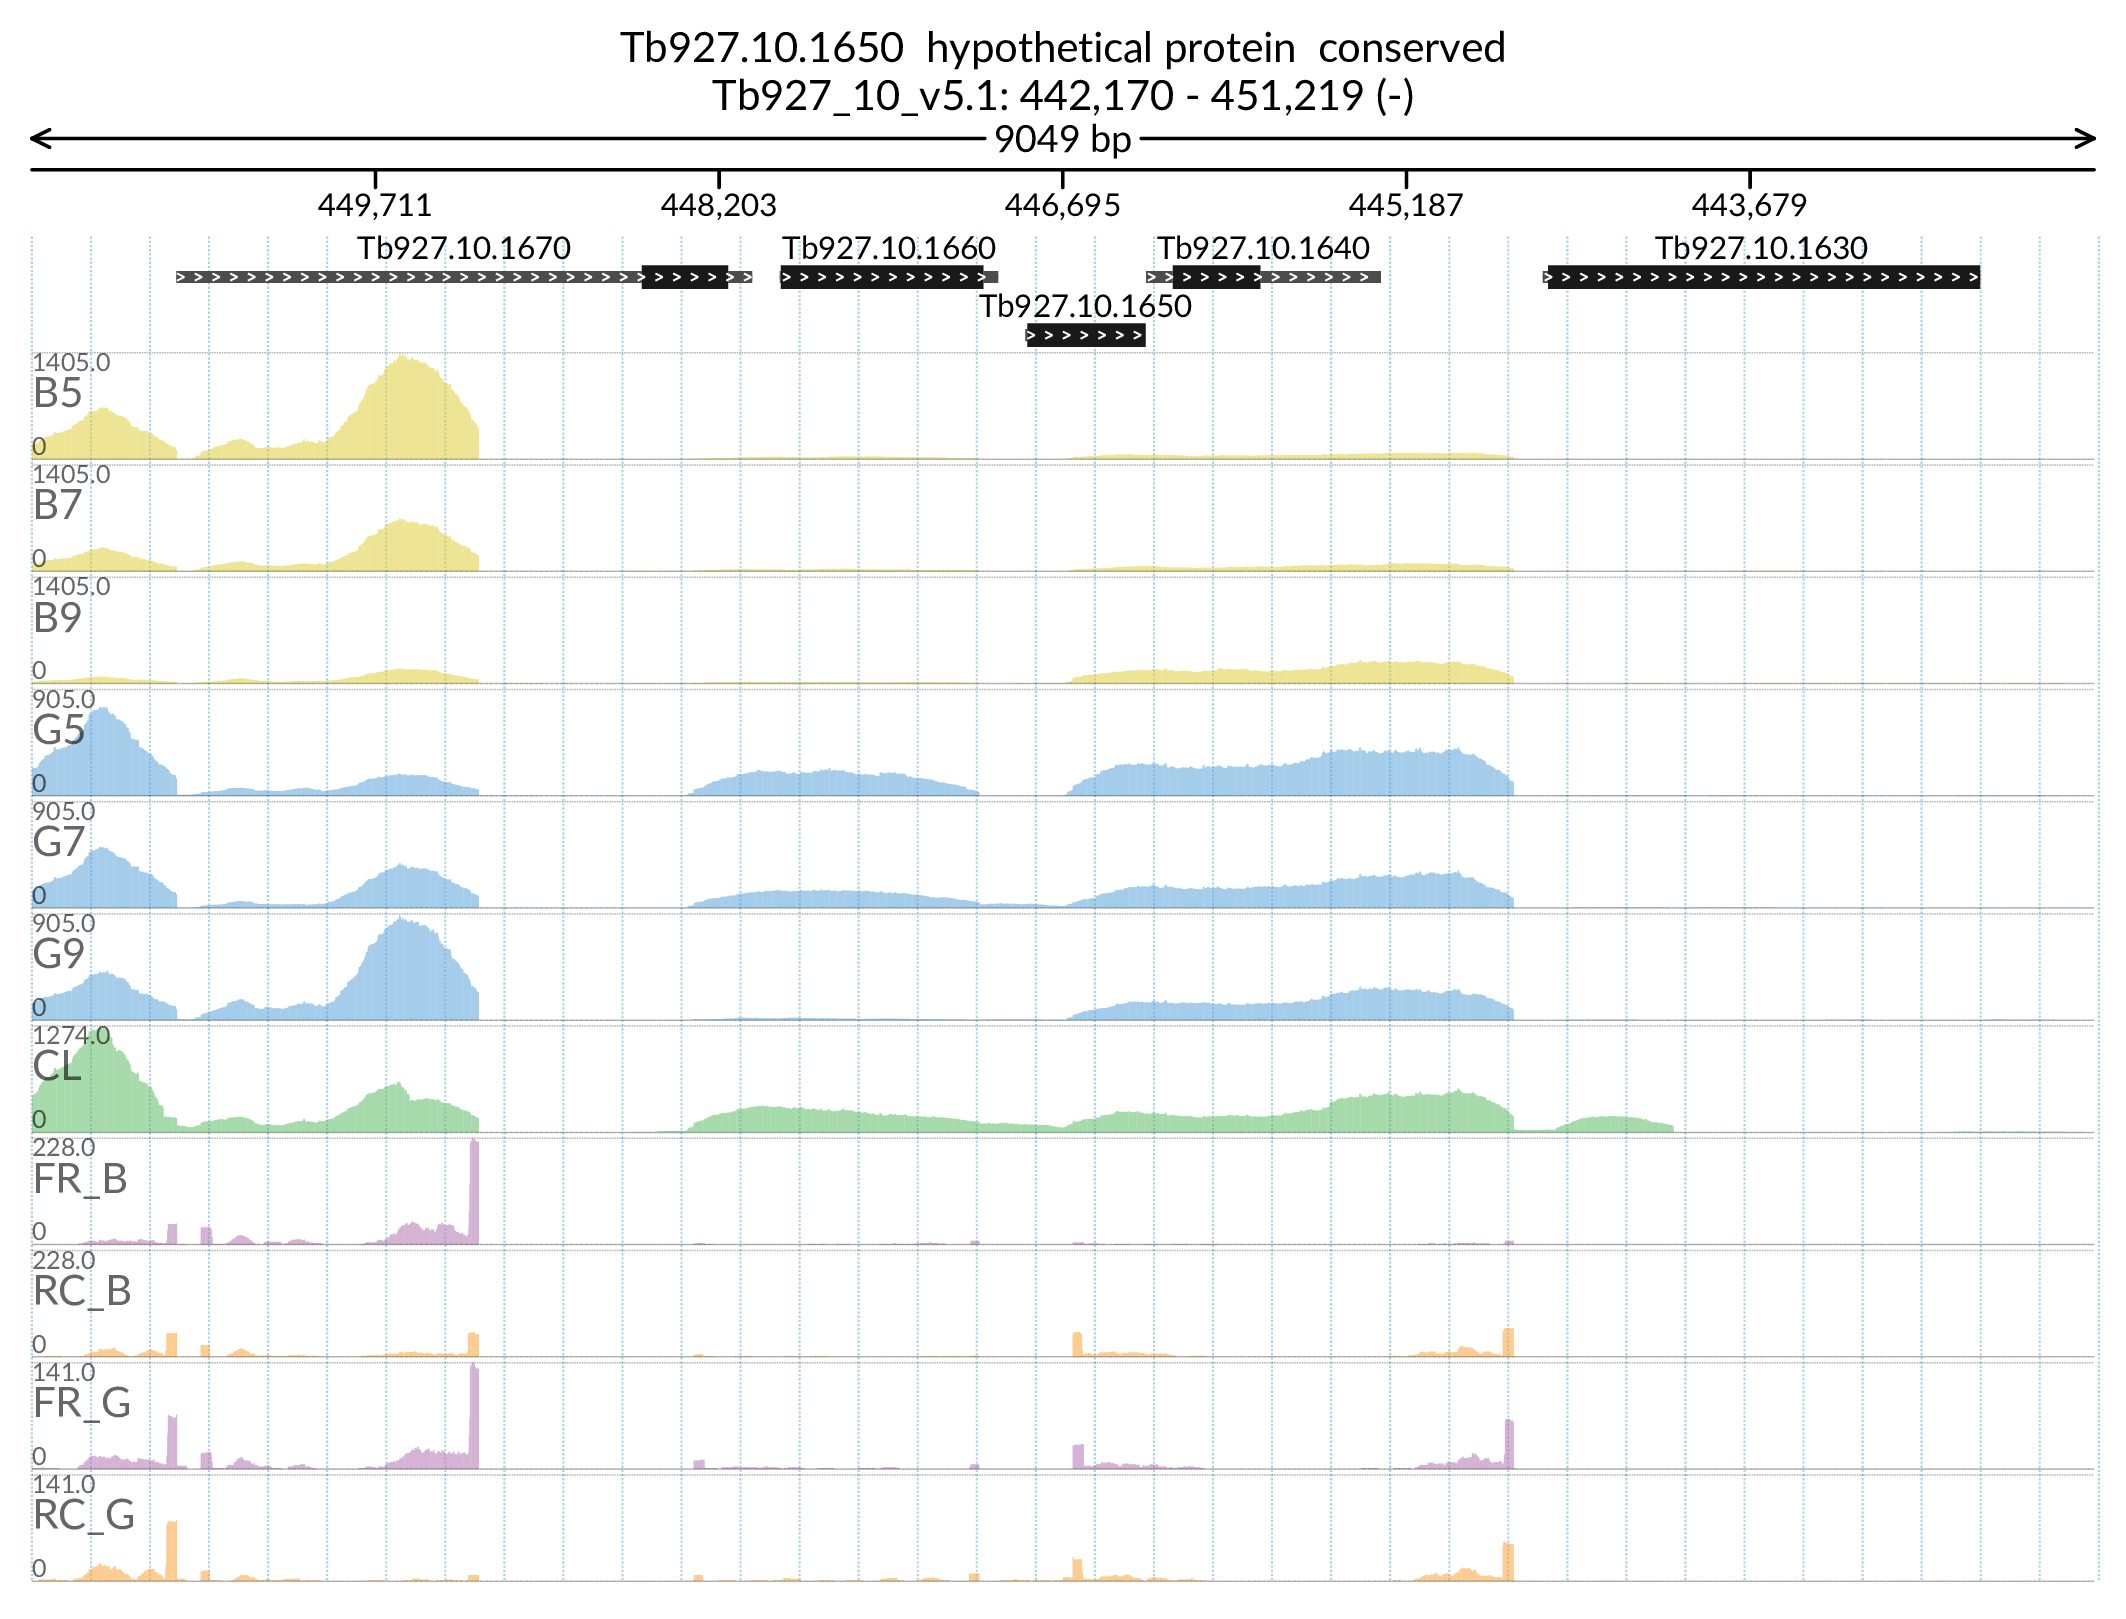 Tb927.10.1650 hypothetical protein conserved
Tb927_10_v5.1: 442,170 - 451,219 (-)
9049 bp
449,711 448,203 446,695 445,187 443,679
Tb927.10.1670 Tb927.10.1660 Tb927.10.1640 Tb927.10.1630
Tb927.10.1650
1405.0
B5
0
1405.0
B7
0
1405.0
B9
0
905.0
G5
0
905.0
G7
0
905.0
G9
0
1274.0
CL
0
228.0
FR_B
0
228.0
RC_B
0
141.0
FR_G
0
141.0
RC_G
0